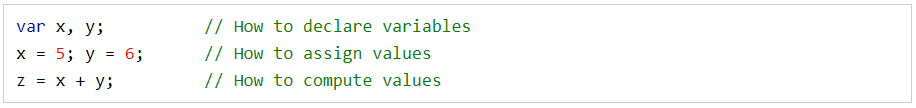 var x, y;          // How to declare variables
x = 5; y = 6;      // How to assign values
z = x + y;         // How to compute values